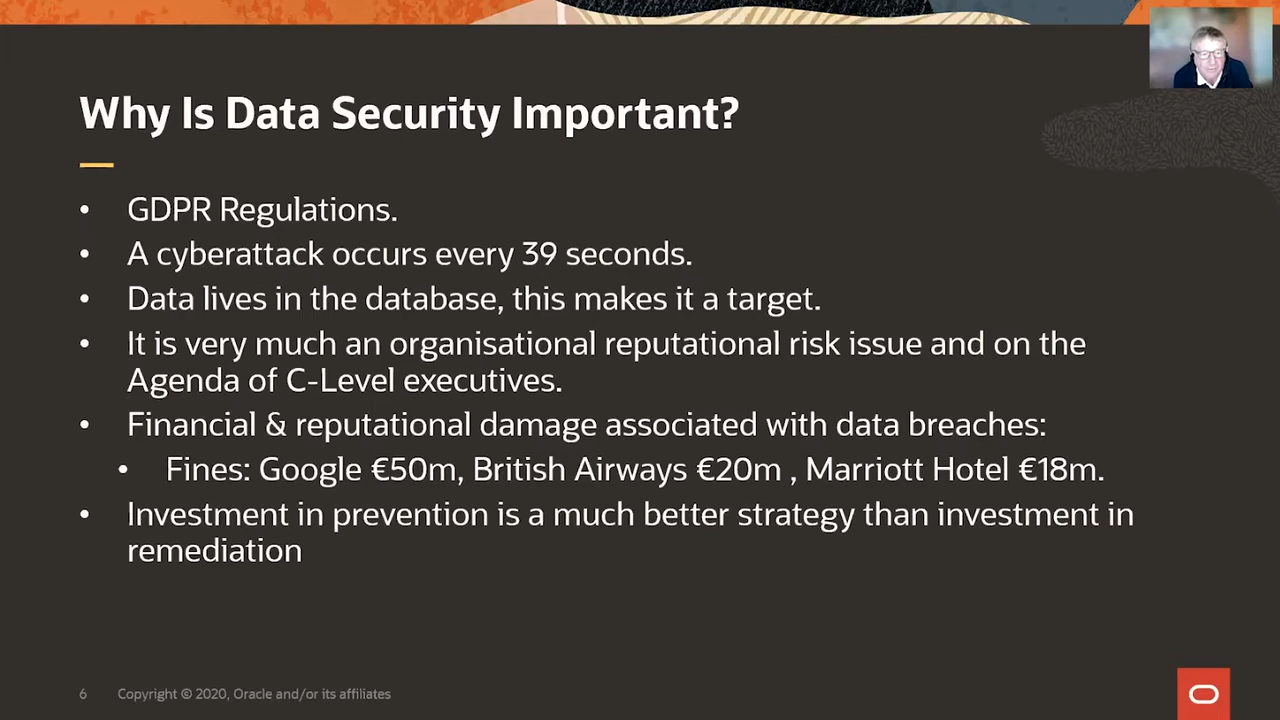 Why Is Data Security Important?
• GDPR Regulations.
• A cyberattack occurs every 39 seconds.
• Data lives in the database, this makes it a target.
• It is very much an organisational reputational risk issue and on the
Agenda of C-Level executives.
• Financial & reputational damage associated with data breaches:
• Fines: Google €50m, British Airways €20m , Marriott Hotel €18m.
• Investment in prevention is a much better strategy than investment in
remediation
6 Copyright © 2020, Oracle and/or its affiliates